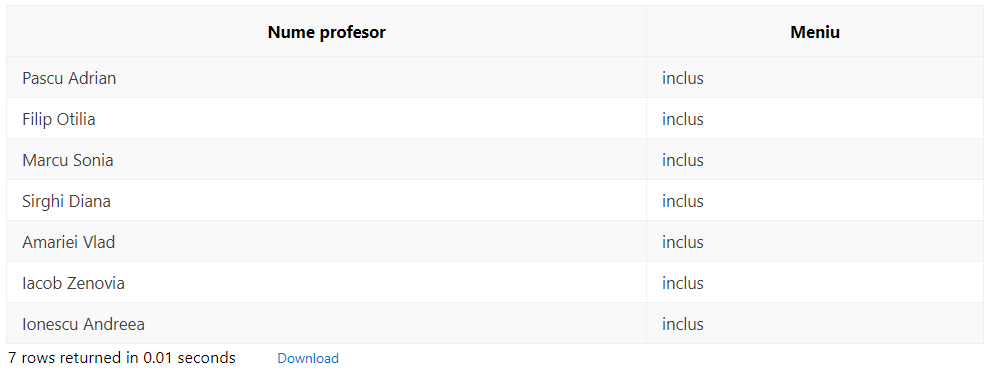 Nume profesor Meniu
Pascu Adrian inclus
Filip Otilia inclus
Marcu Sonia inclus
Sirghi Diana inclus
Amariei Vlad inclus
Iacob Zenovia inclus
Ionescu Andreea inclus
7 rows returned in 0.01 seconds Download